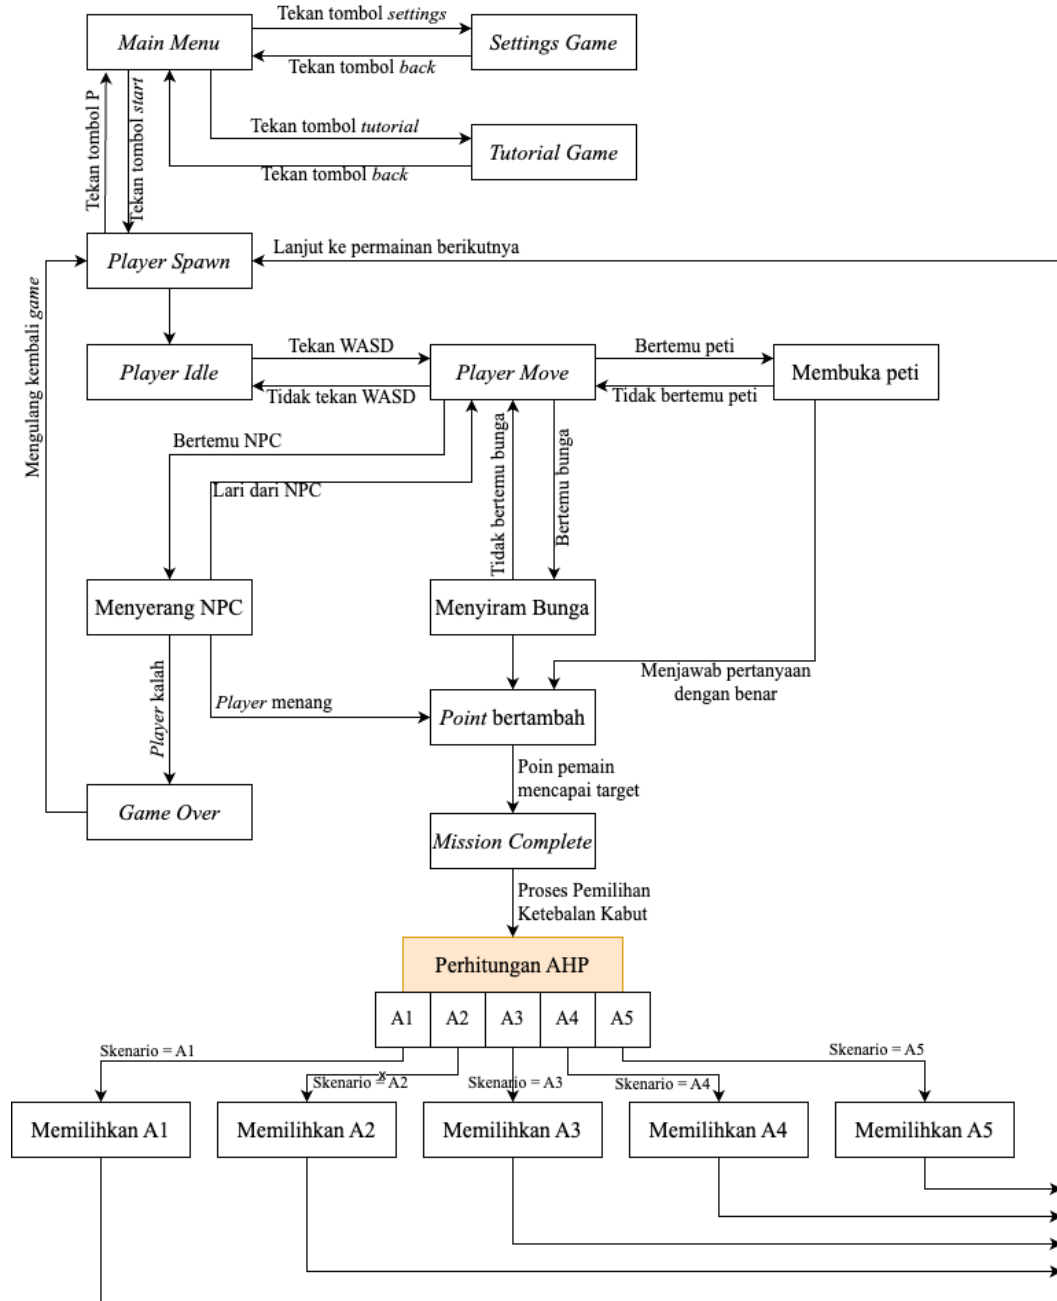 Tekan tombol settings
Main Menu
Settings Game
Tekan tombol back
Tekan tombol P
Tekan tombol start
Tekan tombol tutorial
Tutorial Game
Tekan tombol back
Player Spawn
Lanjut ke permainan berikutnya
Mengulang kembali game
Player Idle
Tekan WASD
Tidak tekan WASD
Player Move
Bertemu peti
Tidak bertemu peti
Membuka peti
Bertemu NPC
Lari dari NPC
Tidak bertemu bunga
Bertemu bunga
Menyerang NPC
Menyiram Bunga
Menjawab pertanyaan
dengan benar
Player kalah
Player menang
Point bertambah
Poin pemain
mencapai target
Game Over
Mission Complete
Proses Pemilihan
Ketebalan Kabut
Perhitungan AHP
A1
A2
A3
A4
A5
Skenario = A1
x
Skenario = A2
Skenario = A3
Skenario = A4
Skenario = A5
Memilihkan A1
Memilihkan A2
Memilihkan A3
Memilihkan A4
Memilihkan A5